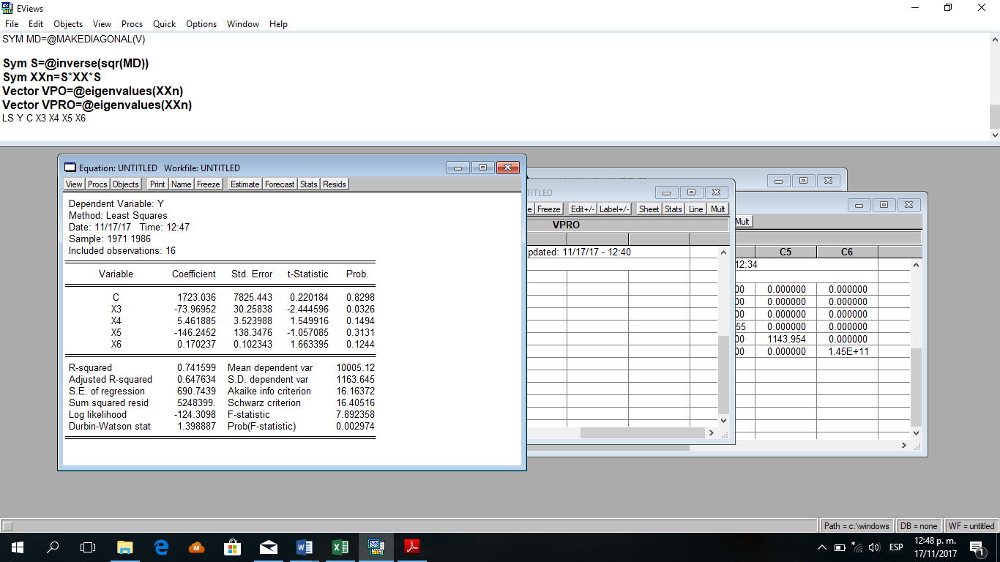 EViews
File Edit Objects View Procs Quick Options Window Help
SYM MD=@MAKEDIAGONAL(V)
Sym S=@inverse(sqr(MD))
Sym XXn=S*XX*S
Vector VPO=@eigenvalues(XXn)
Vector VPRO=@eigenvalues(XXn)
LS Y C X3 X4 X5 X6
Equation: UNTITLED Workfile: UNTITLED
View Procs Objects Print Name Freeze Estimate Forecast Stats Resids
Dependent Variable: Y
Method: Least Squares
Date: 11/17/17 Time: 12:47
Sample: 1971 1986
Included observations: 16
Variable Coefficient Std. Error t-Statistic Prob.
C 1723.036 7825.443 0.220184 0.8298
X3 -73.96952 30.25838 -2.444596 0.0326
X4 5.461885 3.523988 1.549916 0.1494
X5 -146.2452 138.3476 -1.057085 0.3131
X6 0.170237 0.102343 1.663395 0.1244
R-squared 0.741599 Mean dependent var 10005.12
Adjusted R-squared 0.647634 S.D. dependent var 1163.645
S.E. of regression 690.7439 Akaike info criterion 16.16372
Sum squared resid 5248399. Schwarz criterion 16.40516
Log likelihood -124.3098 F-statistic 7.892358
Durbin-Watson stat 1.398887 Prob(F-statistic) 0.002974
TITLED
e Freeze Edit+/- Label+/- Sheet Stats Line Mult
VPRO
pdated: 11/17/17 - 12:40
Mult
C5 C6
12:34
00 0.000000 0.000000
00 0.000000 0.000000
00 0.000000 0.000000
55 0.000000 0.000000
00 1143.954 0.000000
00 0.000000 1.45E+11
Path = c:\windows DB = none WF = untitled
ESP
12:48 p. m.
17/11/2017
1